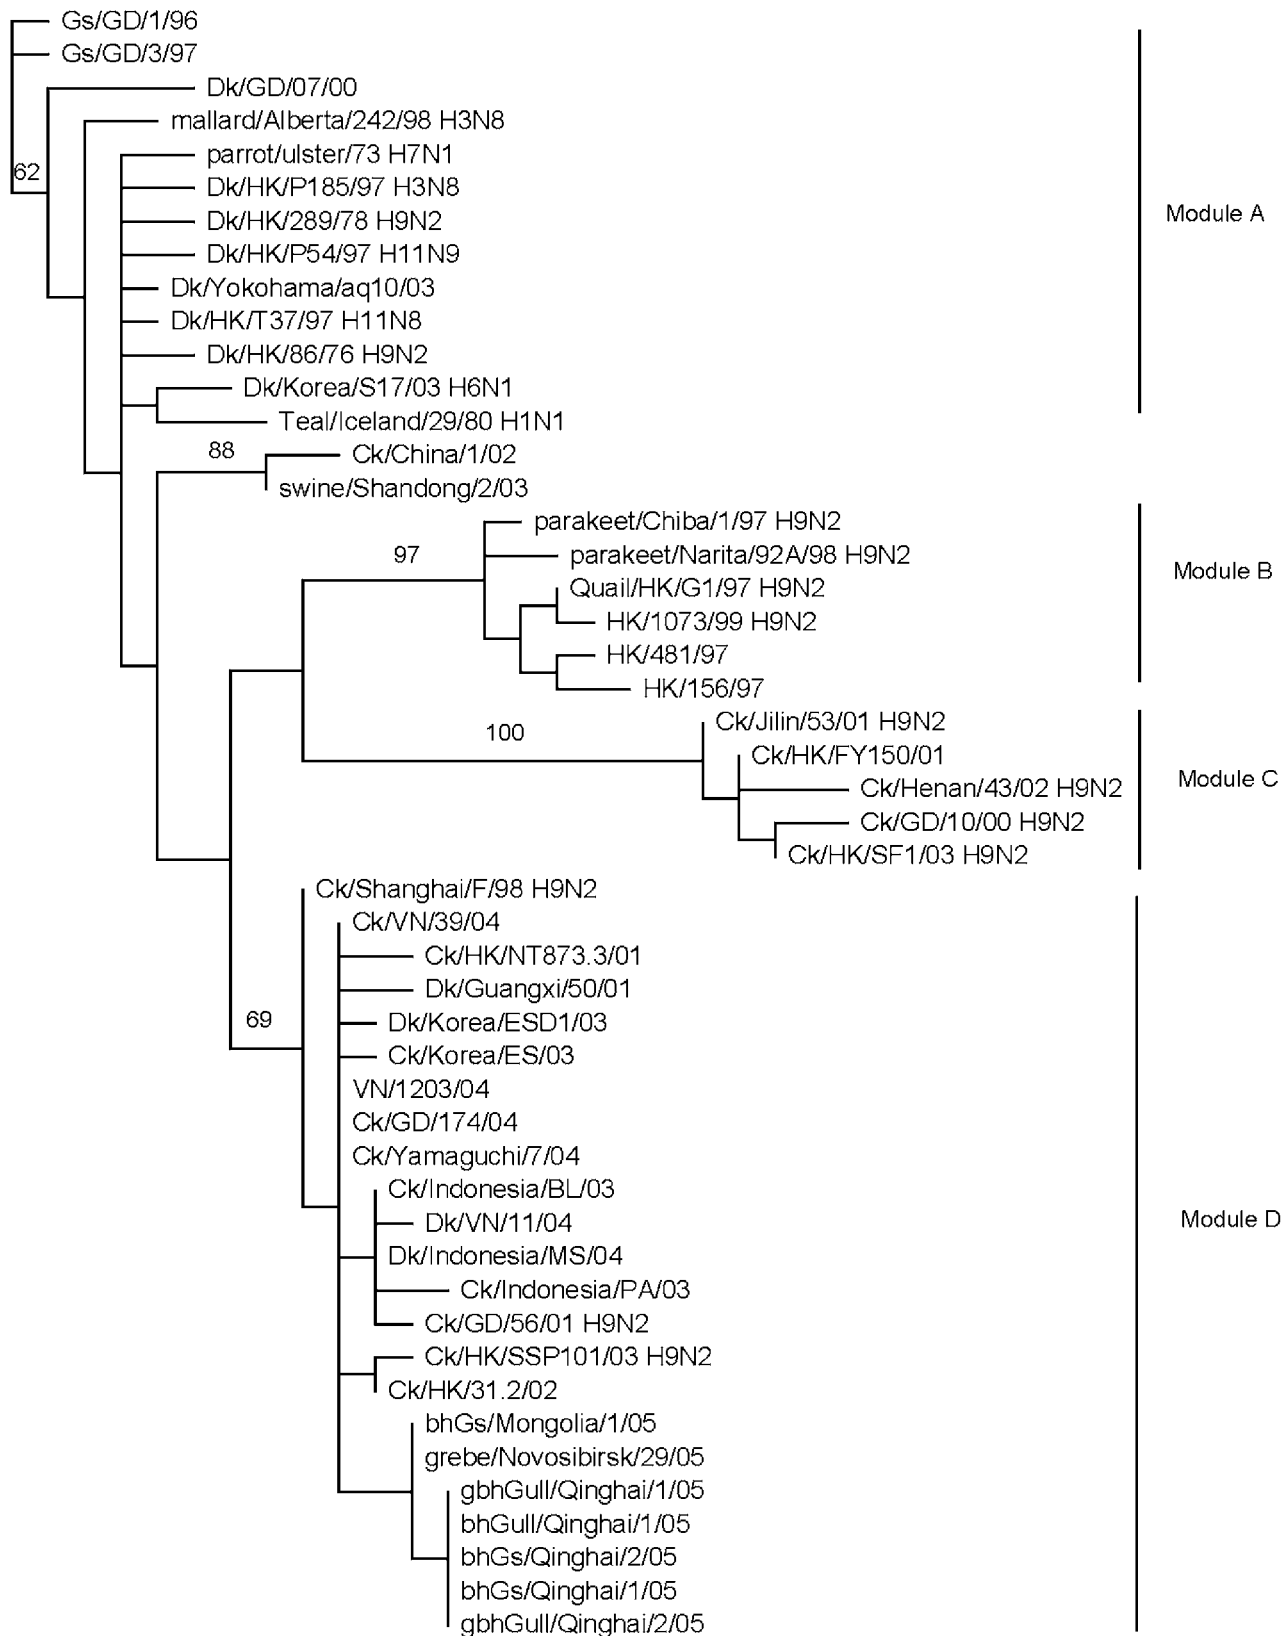 Gs/GD/1/96
Gs/GD/3/97
Dk/GD/07/00
mallard/Alberta/242/98 H3N8
parrot/ulster/73 H7N1
62
Dk/HK/P185/97 H3N8
Module A
Dk/HK/289/78 H9N2
Dk/HK/P54/97 H11N9
Dk/Yokohama/aq10/03
Dk/HK/T37/97 H11N8
Dk/HK/86/76 H9N2
Dk/Korea/S17/03 H6N1
Teal/Iceland/29/80 H1N1
88
Ck/China/1/02
swine/Shandong/2/03
parakeet/Chiba/1/97 H9N2
97
parakeet/Narita/92A/98 H9N2
Module B
Quail/HK/G1/97 H9N2
HK/1073/99 H9N2
HK/481/97
HK/156/97
Ck/Jilin/53/01 H9N2
100
Ck/HK/FY150/01
Module C
Ck/Henan/43/02 H9N2
Ck/GD/10/00 H9N2
Ck/HK/SF1/03 H9N2
Ck/Shanghai/F/98 H9N2
Ck/VN/39/04
Ck/HK/NT873.3/01
Dk/Guangxi/50/01
69
Dk/Korea/ESD1/03
Ck/Korea/ES/03
VN/1203/04
Ck/GD/174/04
Ck/Yamaguchi/7/04
Ck/Indonesia/BL/03
Dk/VN/11/04
Module D
Dk/Indonesia/MS/04
Ck/Indonesia/PA/03
Ck/GD/56/01 H9N2
Ck/HK/SSP101/03 H9N2
Ck/HK/31.2/02
bhGs/Mongolia/1/05
grebe/Novosibirsk/29/05
gbhGull/Qinghai/1/05
bhGull/Qinghai/1/05
bhGs/Qinghai/2/05
bhGs/Qinghai/1/05
gbhGull/Qinghai/2/05